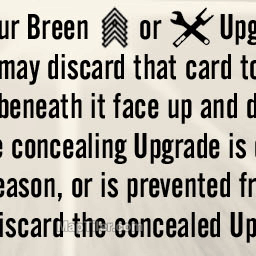 ur Breen or Upg
may discard that card to
beneath it face up and d
e concealing Upgrade is
eason, or is prevented fr
iscard the concealed Up